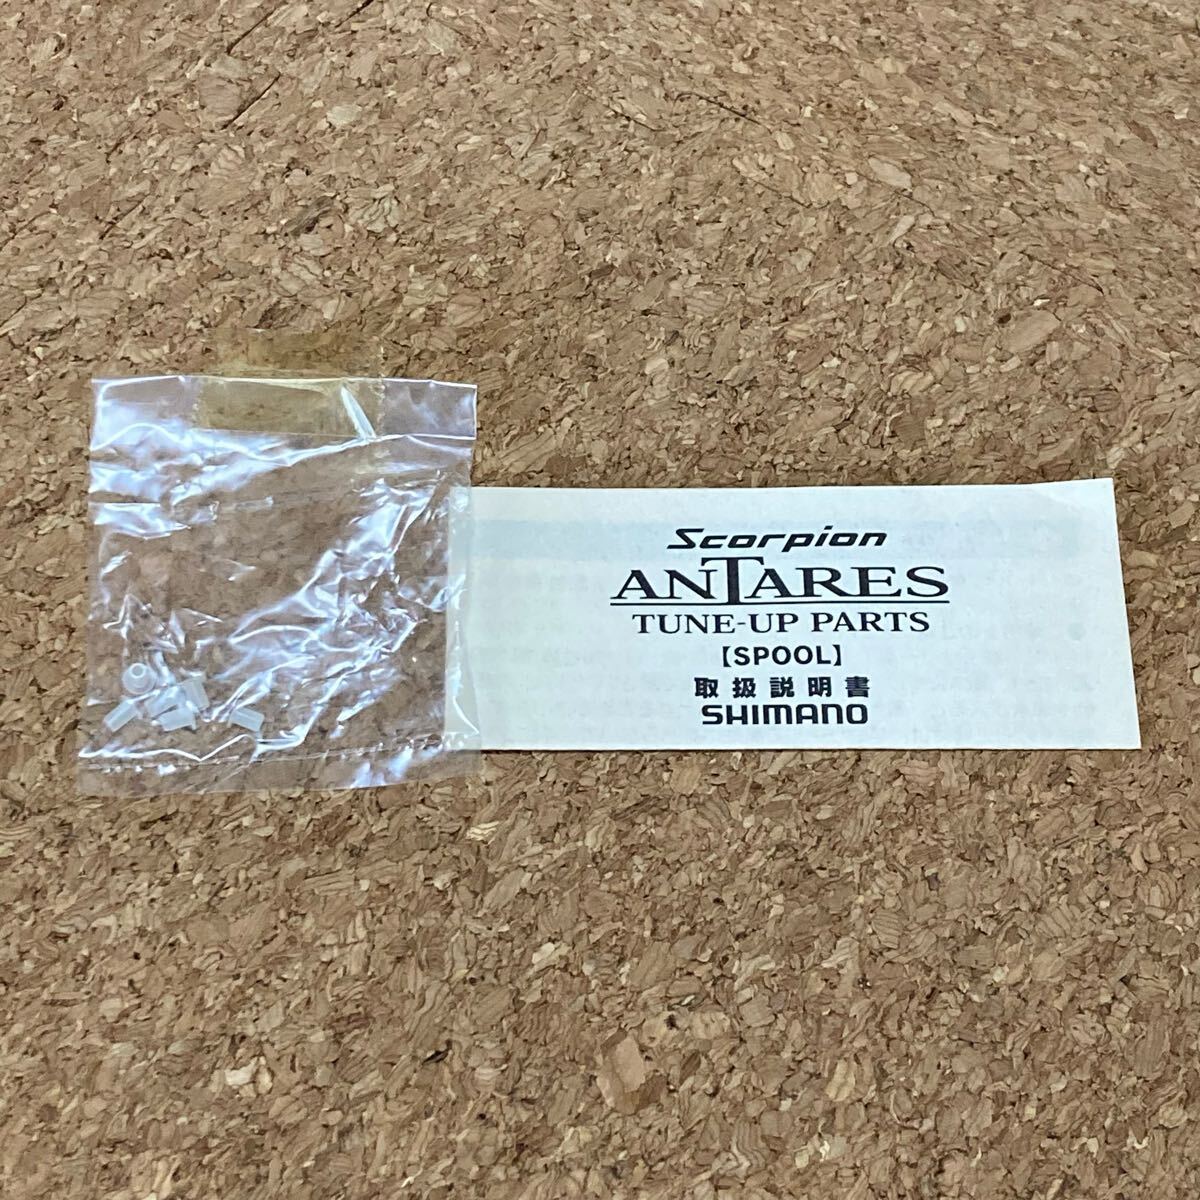 Scorpion
ANTARES
TUNE-UP PARTS
【SPOOL】
取扱説明書
SHIMANO